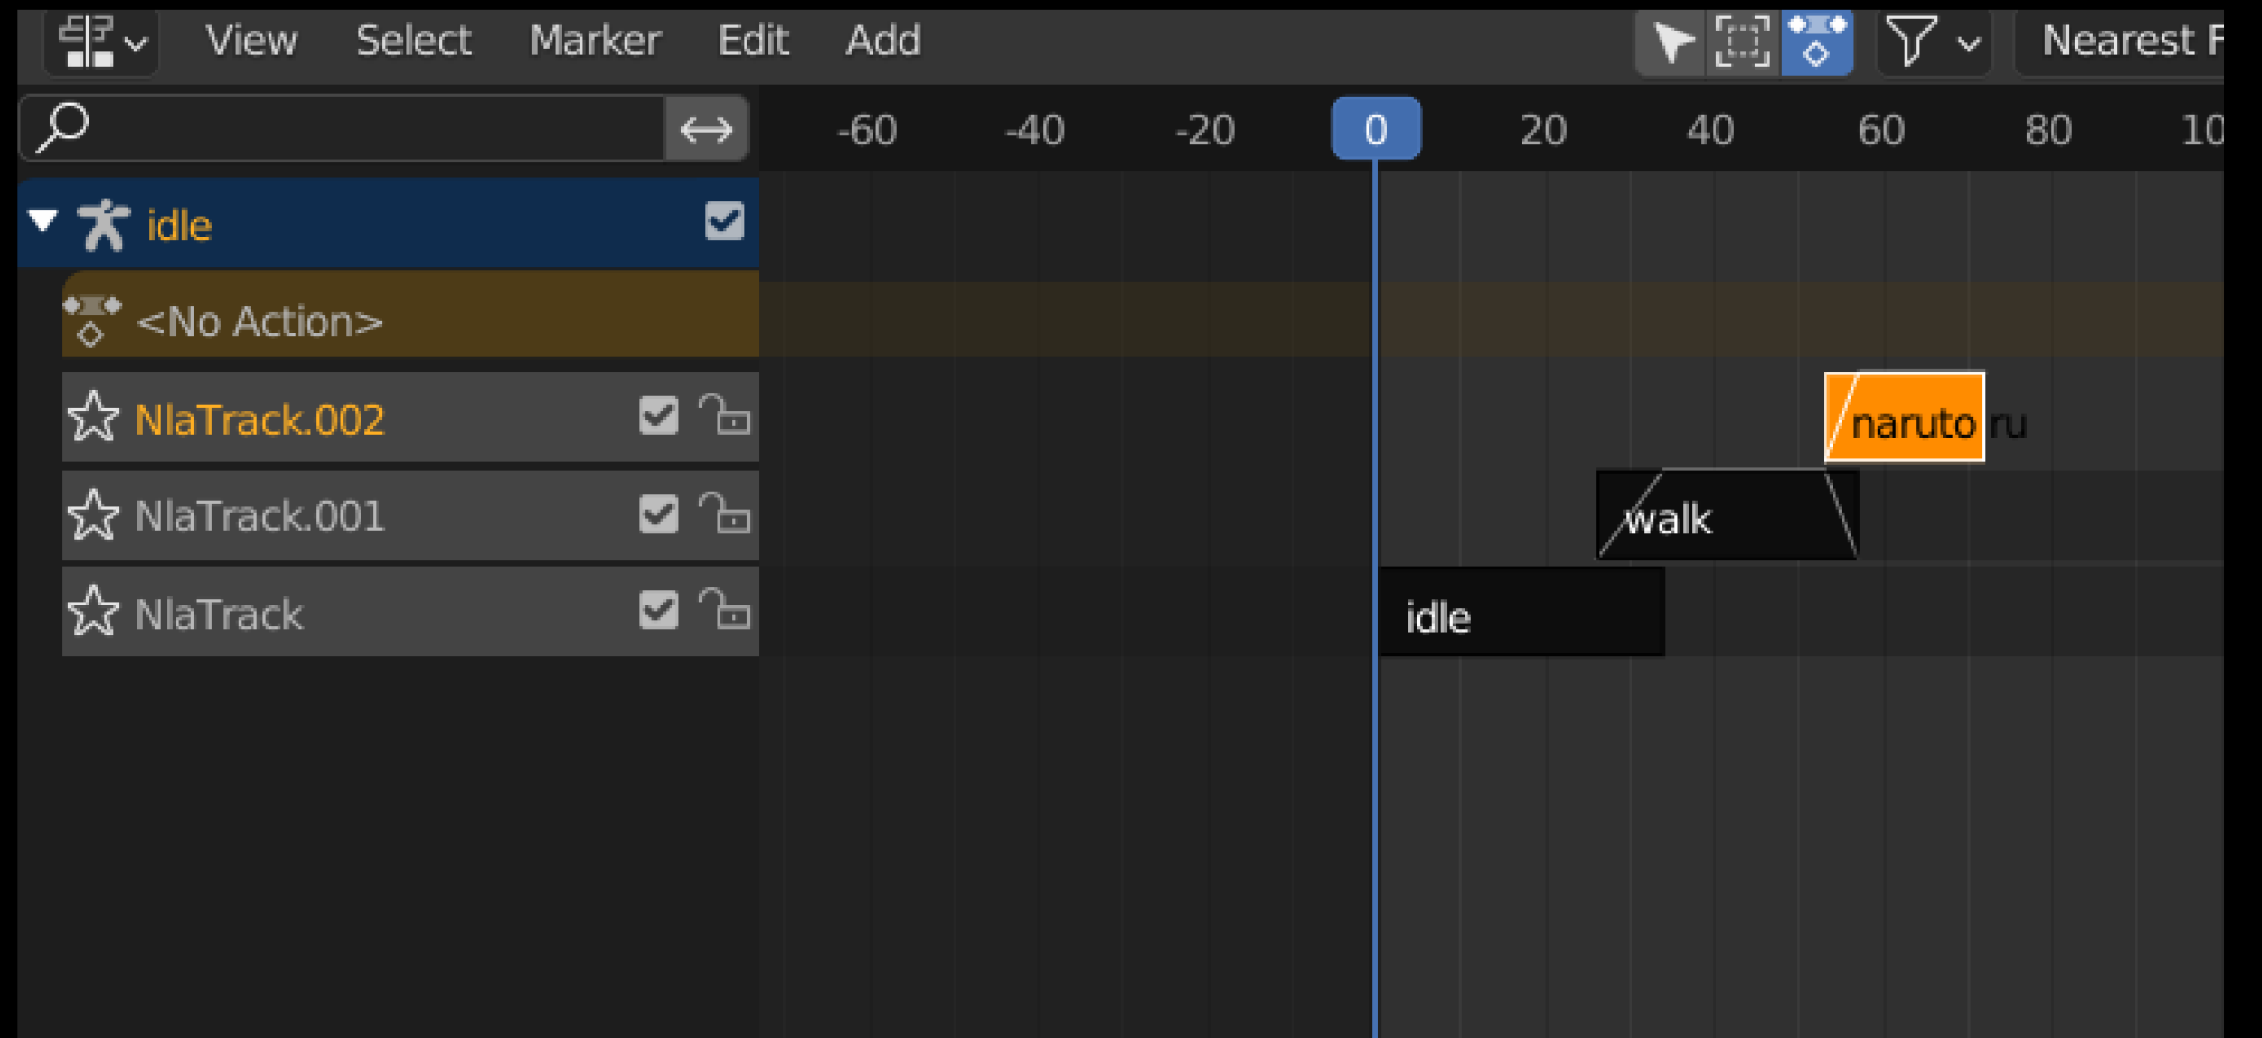 View Select Marker Edit Add Nearest F
-60 -40 -20 0 20 40 60 80 10
idle
<No Action>
NlaTrack.002 naruto ru
NlaTrack.001 walk
NlaTrack idle